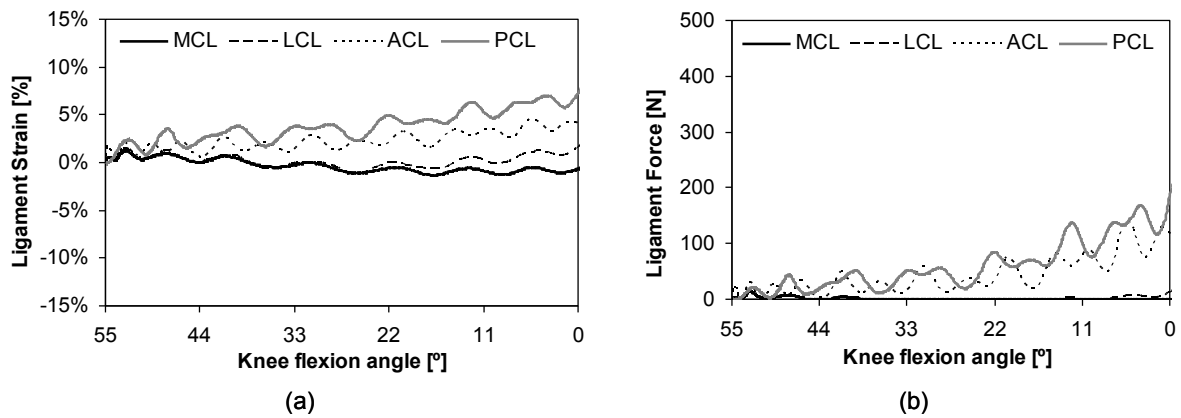 15%
10%
5%
0%
-5%
-10%
-15%
Ligament Strain [%]
MCL LCL ACL PCL
55 44 33 22 11 0
Knee flexion angle [º]
(a)
500
400
300
200
100
0
Ligament Force [N]
MCL LCL ACL PCL
55 44 33 22 11 0
Knee flexion angle [º]
(b)